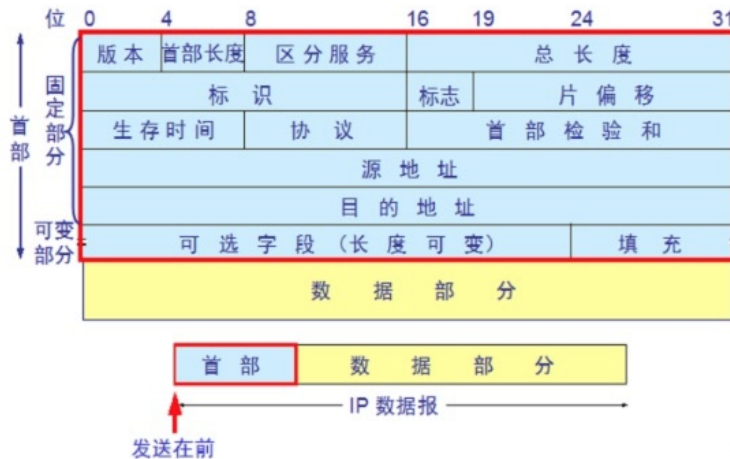 位 0 4 8 16 19 24 31
版本 首部长度 区分服务 总长度
标识 标志 片偏移
生存时间 协议 首部检验和
源地址
目的地址
可选字段（长度可变） 填充
首部
固定部分
可变部分
数据部分
首部 数据部分
IP 数据报
发送在前